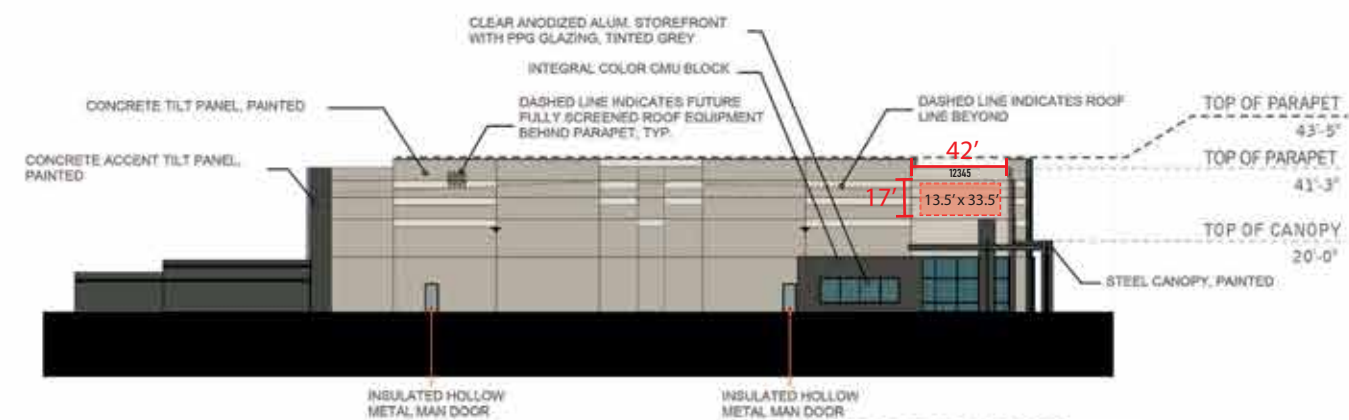 CLEAR ANODIZED ALUM. STOREFRONT
WITH PPG GLAZING, TINTED GREY
INTEGRAL COLOR CMU BLOCK
CONCRETE TILT PANEL, PAINTED
DASHED LINE INDICATES FUTURE
FULLY SCREENED ROOF EQUIPMENT
BEHIND PARAPET, TYP.
DASHED LINE INDICATES ROOF
LINE BEYOND
TOP OF PARAPET
43'-5"
CONCRETE ACCENT TILT PANEL,
PAINTED
42'
12345
TOP OF PARAPET
41'-3"
17'
13.5' x 33.5'
TOP OF CANOPY
20'-0"
STEEL CANOPY, PAINTED
INSULATED HOLLOW
METAL MAN DOOR
INSULATED HOLLOW
METAL MAN DOOR